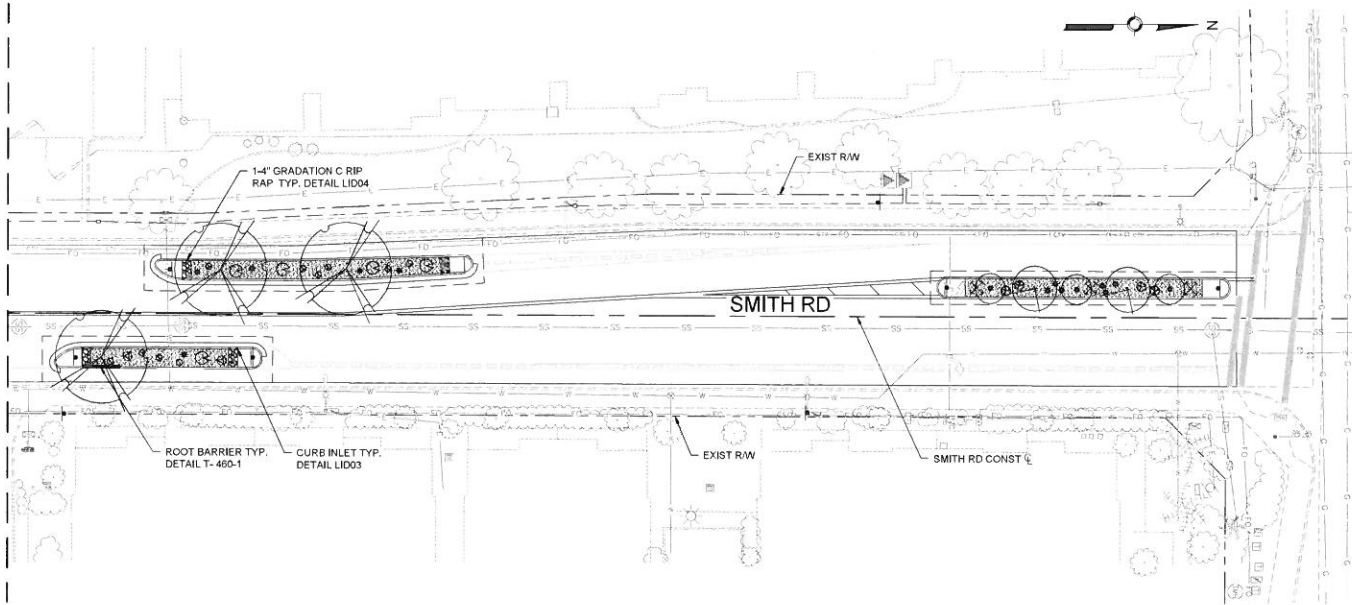 N
1-4" GRADATION C RIP
RAP TYP. DETAIL LID04
EXIST R/W
SMITH RD
ROOT BARRIER TYP.
DETAIL T- 460-1
CURB INLET TYP.
DETAIL LID03
EXIST R/W
SMITH RD CONST ℄